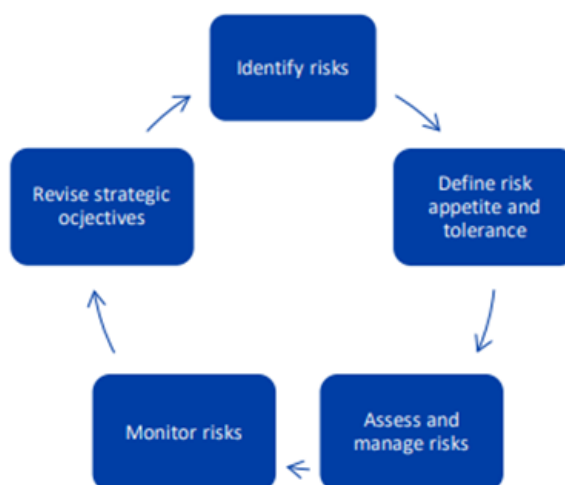 Identify risks
Define risk
appetite and
tolerance
Assess and
manage risks
Monitor risks
Revise strategic
ocjectives